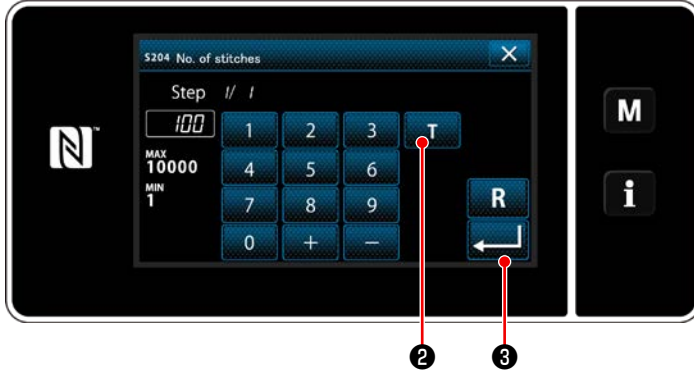 S204 No. of stitches
Step 1/ 1
100
MAX
10000
MIN
1
1 2 3 T
4 5 6
7 8 9 R
0 + −
N™
M
i
❷ ❸